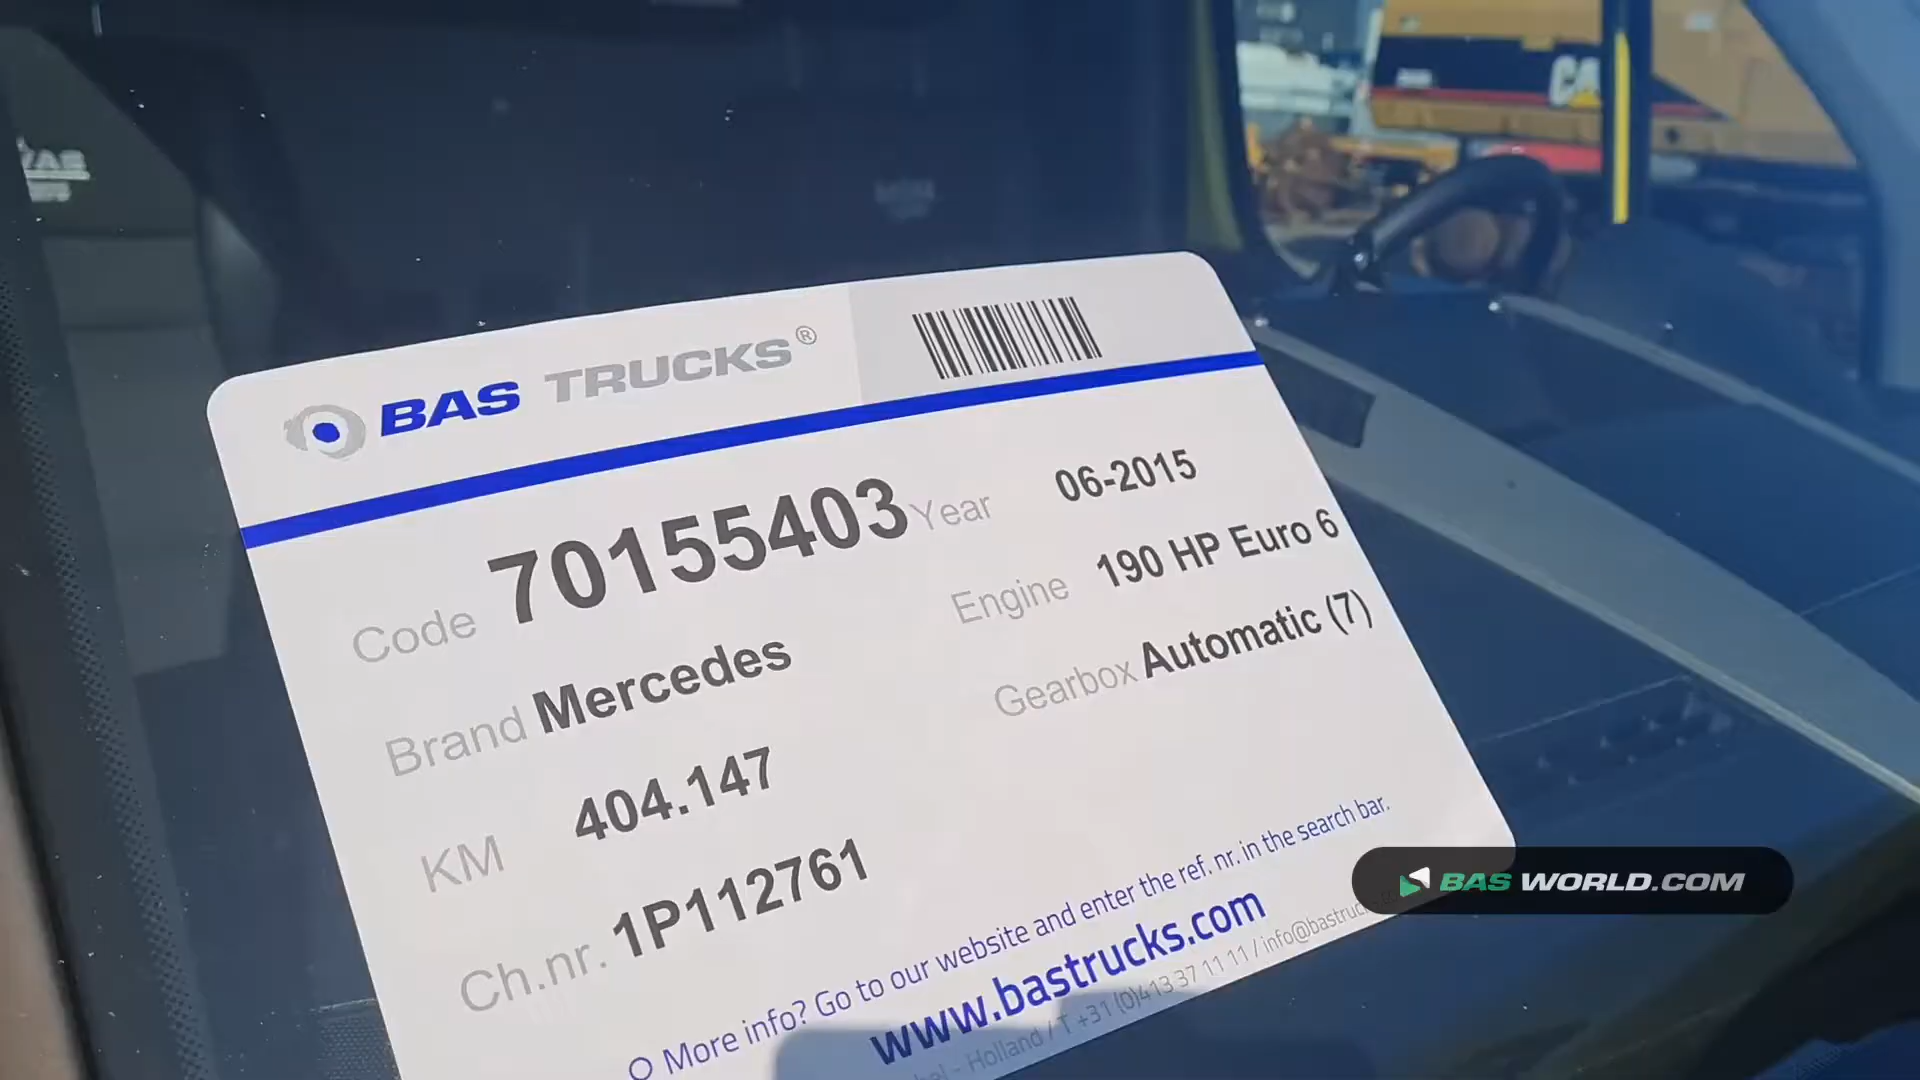 BAS TRUCKS®
Code 70155403
Year 06-2015
Brand Mercedes
Engine 190 HP Euro 6
KM 404.147
Gearbox Automatic (7)
Ch.nr. 1P112761
More info? Go to our website and enter the ref. nr. in the search bar.
www.bastrucks.com
- Holland / T +31 (0)413 37 11 11 /
BAS WORLD.COM